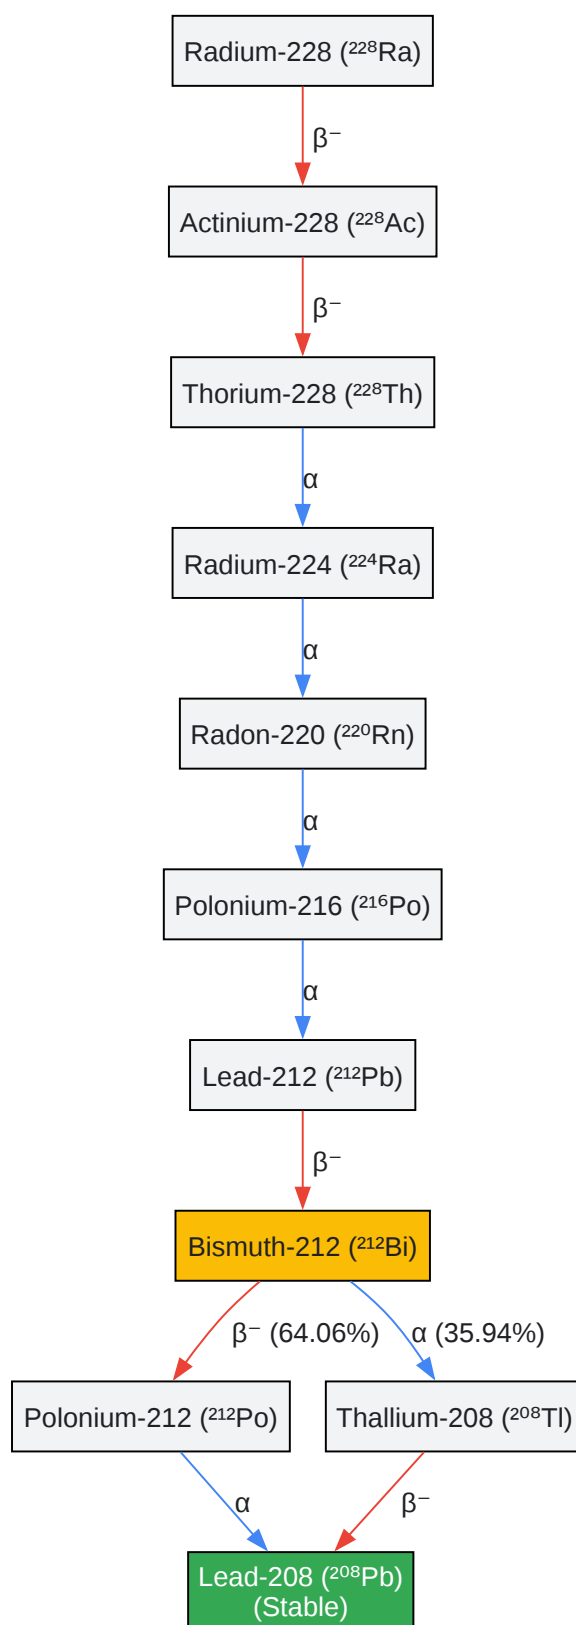 Radium-228 (²²⁸Ra)
β⁻
Actinium-228 (²²⁸Ac)
β⁻
Thorium-228 (²²⁸Th)
α
Radium-224 (²²⁴Ra)
α
Radon-220 (²²⁰Rn)
α
Polonium-216 (²¹⁶Po)
α
Lead-212 (²¹²Pb)
β⁻
Bismuth-212 (²¹²Bi)
β⁻ (64.06%)
α (35.94%)
Polonium-212 (²¹²Po)
Thallium-208 (²⁰⁸Tl)
α
β⁻
Lead-208 (²⁰⁸Pb)
(Stable)